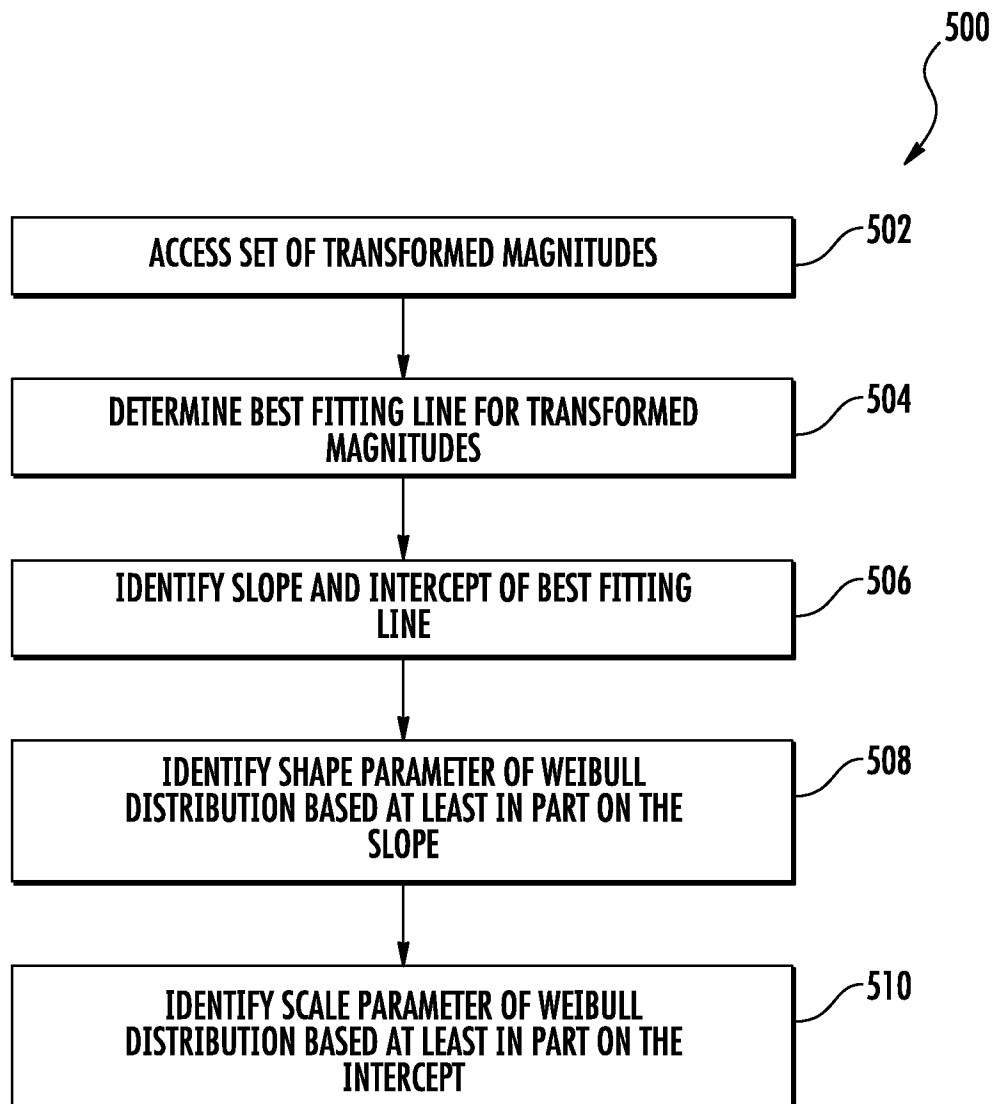 500
ACCESS SET OF TRANSFORMED MAGNITUDES
502
DETERMINE BEST FITTING LINE FOR TRANSFORMED
MAGNITUDES
504
IDENTIFY SLOPE AND INTERCEPT OF BEST FITTING
LINE
506
IDENTIFY SHAPE PARAMETER OF WEIBULL
DISTRIBUTION BASED AT LEAST IN PART ON THE
SLOPE
508
IDENTIFY SCALE PARAMETER OF WEIBULL
DISTRIBUTION BASED AT LEAST IN PART ON THE
INTERCEPT
510